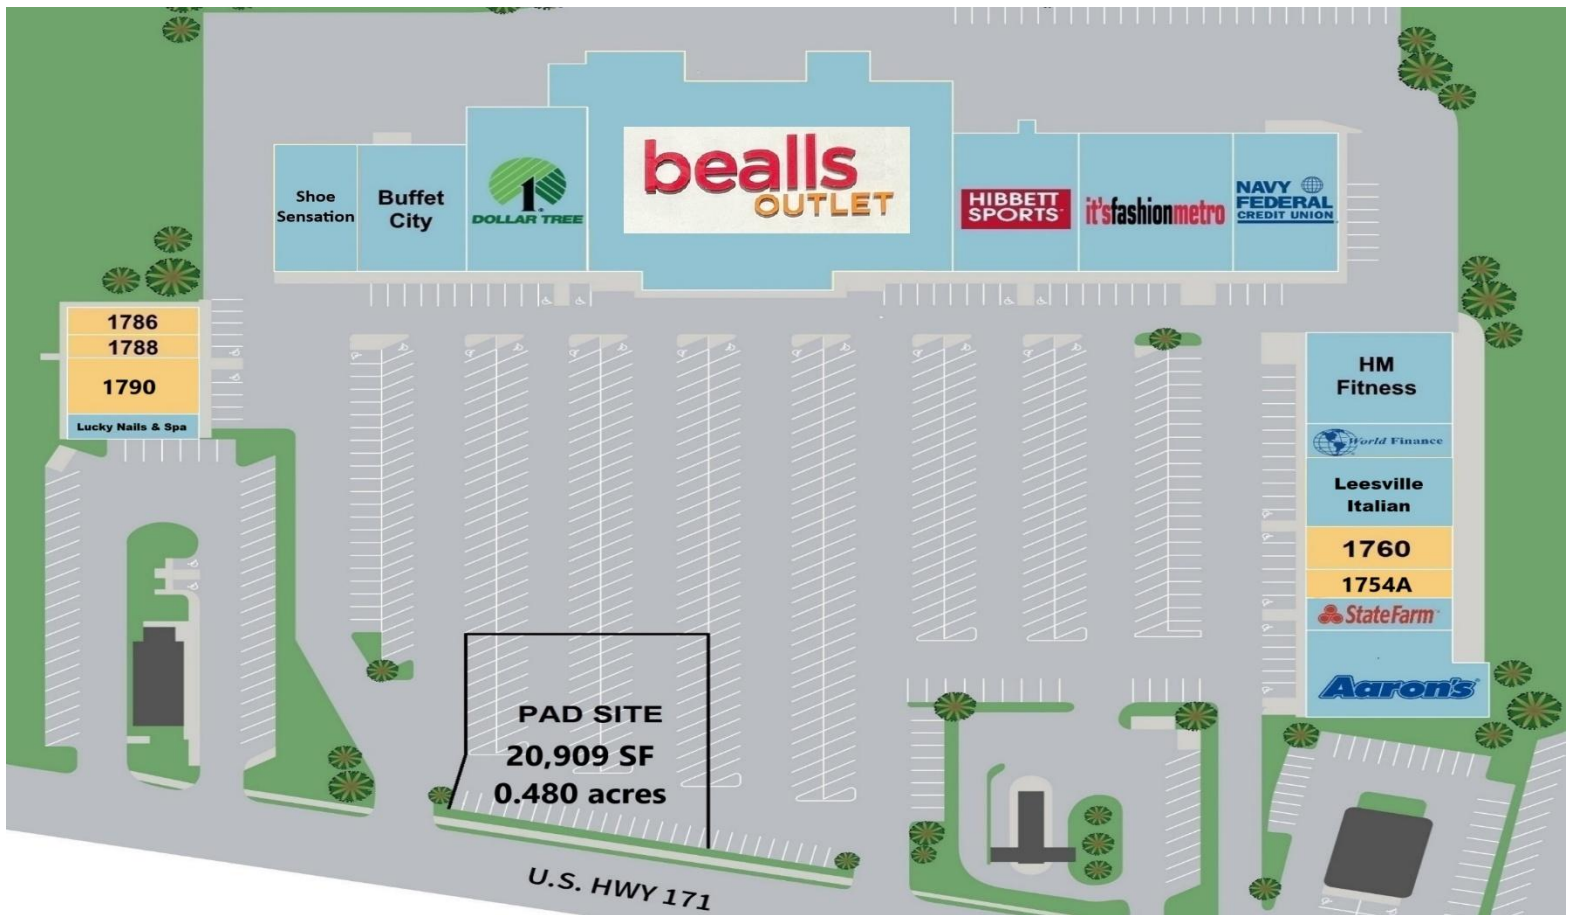 Shoe
Sensation
Buffet
City
1
DOLLAR TREE
bealls
OUTLET
HIBBETT
SPORTS
it'sfashionmetro
NAVY
FEDERAL
CREDIT UNION
1786
1788
1790
Lucky Nails & Spa
HM
Fitness
World Finance
Leesville
Italian
1760
1754A
StateFarm
Aaron's
PAD SITE
20,909 SF
0.480 acres
U.S. HWY 171